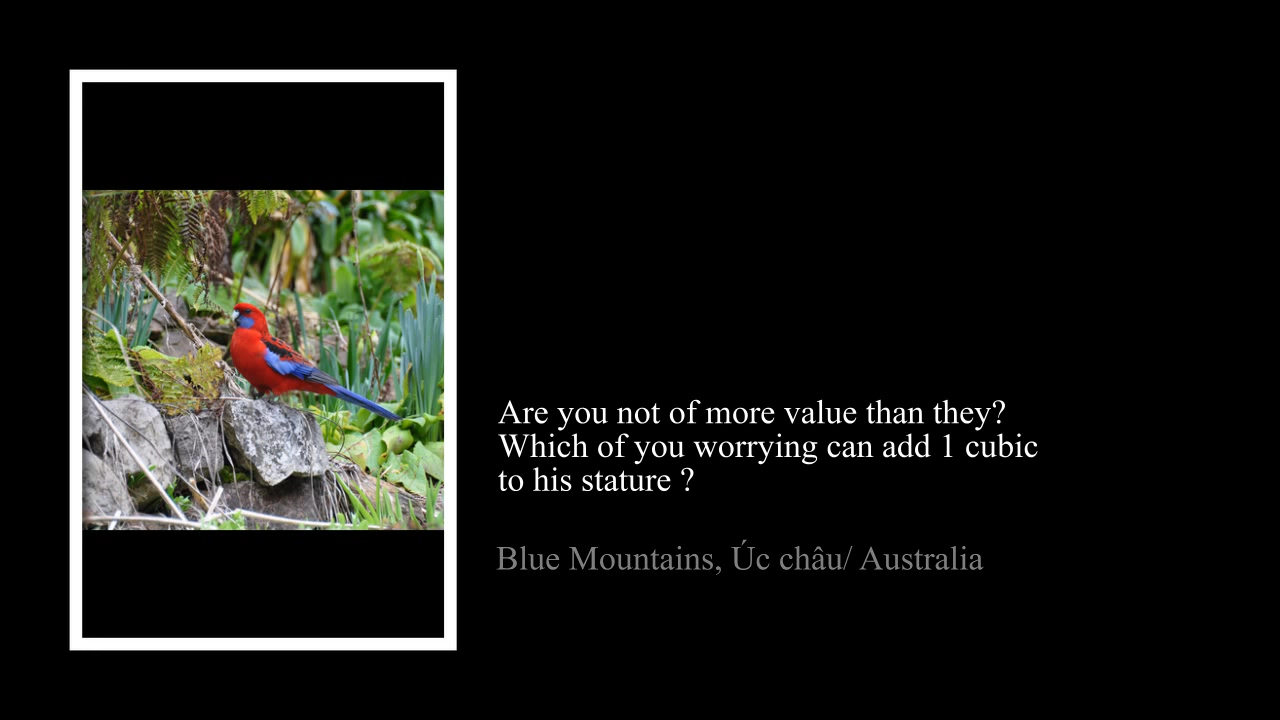 Are you not of more value than they?
Which of you worrying can add 1 cubic
to his stature ?
Blue Mountains, Úc châu/ Australia